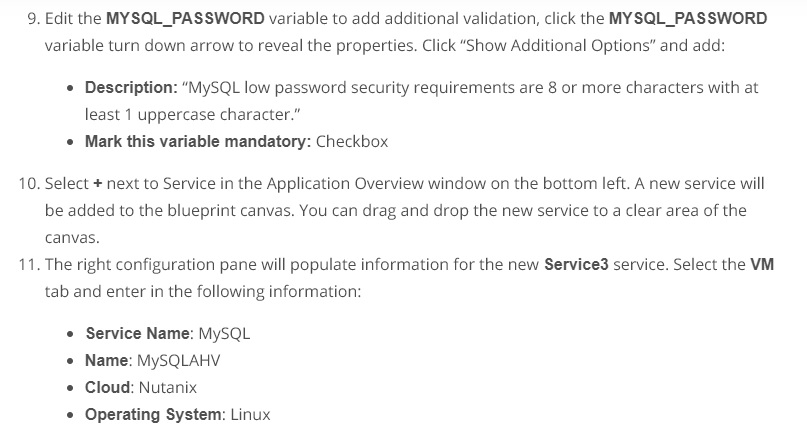 9. Edit the MYSQL_PASSWORD variable to add additional validation, click the MYSQL_PASSWORD
variable turn down arrow to reveal the properties. Click “Show Additional Options” and add:
• Description: “MySQL low password security requirements are 8 or more characters with at
least 1 uppercase character.”
• Mark this variable mandatory: Checkbox
10. Select + next to Service in the Application Overview window on the bottom left. A new service will
be added to the blueprint canvas. You can drag and drop the new service to a clear area of the
canvas.
11. The right configuration pane will populate information for the new Service3 service. Select the VM
tab and enter in the following information:
• Service Name: MySQL
• Name: MySQLAHV
• Cloud: Nutanix
• Operating System: Linux